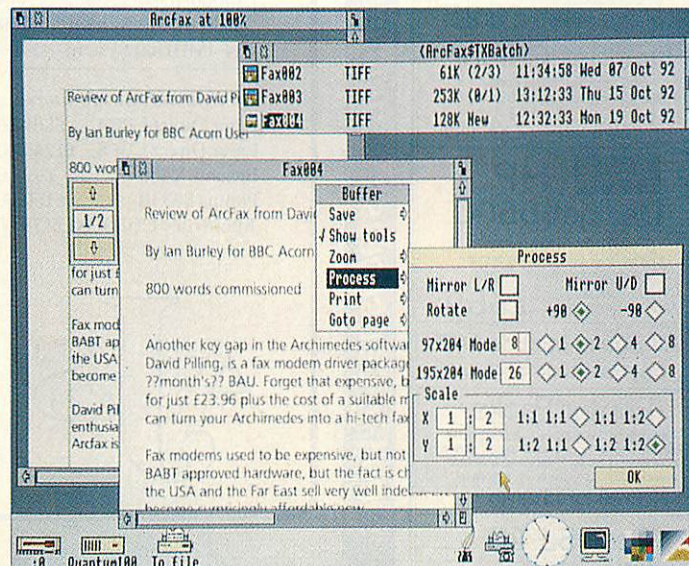 Arcfax at 100%
(ArcFax$TXBatch)
Fax002 TIFF 61K (2/3) 11:34:58 Wed 07 Oct 92
Fax003 TIFF 253K (0/1) 13:12:33 Thu 15 Oct 92
Fax004 TIFF 128K New 12:32:33 Mon 19 Oct 92
Review of ArcFax from David
By Ian Burley for BBC Acorn User
800
1/2
for just
can turn
Fax mod
BABT ap
the USA
become
David Pil
enthusia
Arcfax is
Fax004
Review of ArcFax from David
By Ian Burley for BBC Acorn
800 words commissioned
Another key gap in the Archimedes softwa
David Pilling, is a fax modem driver packag
??month's?? BAU. Forget that expensive, b
for just £23.96 plus the cost of a suitable m
can turn your Archimedes into a hi-tech fax
Fax modems used to be expensive, but not
BABT approved hardware, but the fact is ch
the USA and the Far East sell very well inde
become surprisingly affordable now
Buffer
Save
√Show tools
Zoom
Process
Print
Goto page
Process
Mirror L/R Mirror U/D
Rotate +90 -90
97x204 Mode 8 1 2 4 8
195x204 Mode 26 1 2 4 8
Scale
X 1 : 2 1:1 1:1 1:1 1:2
Y 1 : 2 1:2 1:1 1:2 1:2
OK
:0 Quantum100 To file